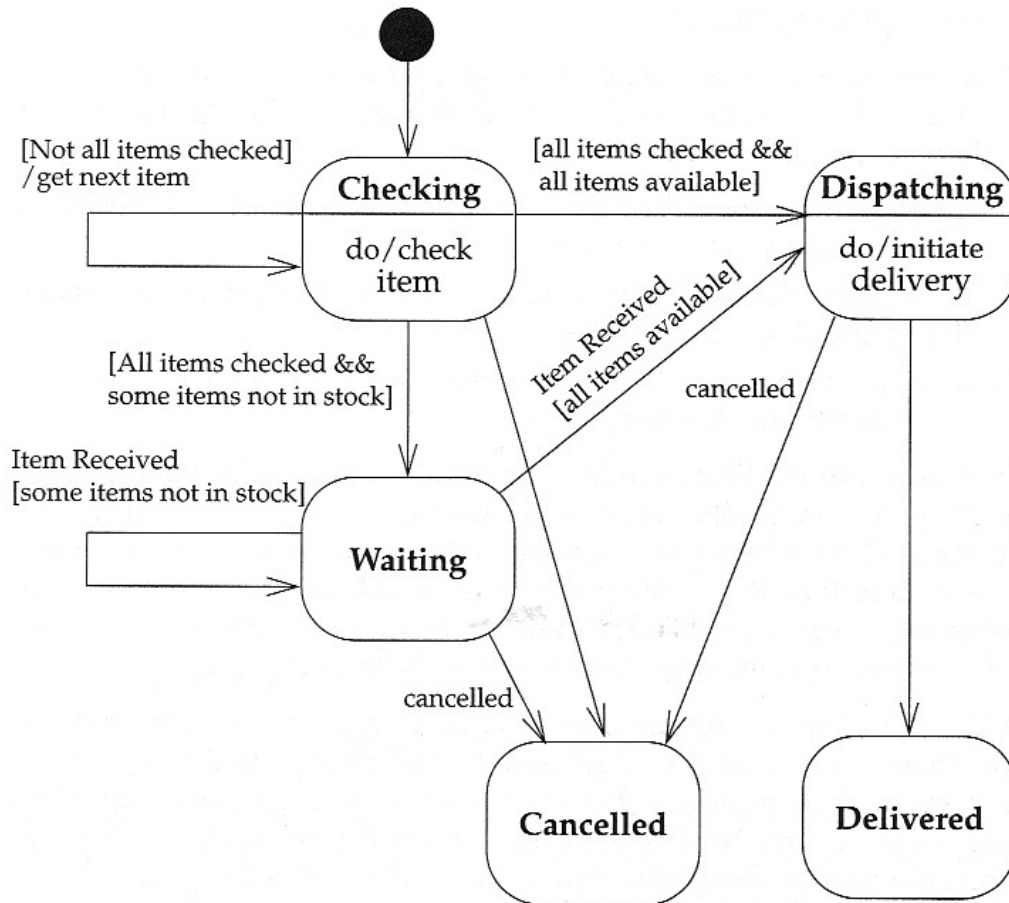 [Not all items checked]
/get next item
[all items checked &&
all items available]
Checking
do/check
item
Dispatching
do/initiate
delivery
[All items checked &&
some items not in stock]
Item Received
[all items available]
cancelled
Item Received
[some items not in stock]
Waiting
cancelled
Cancelled
Delivered